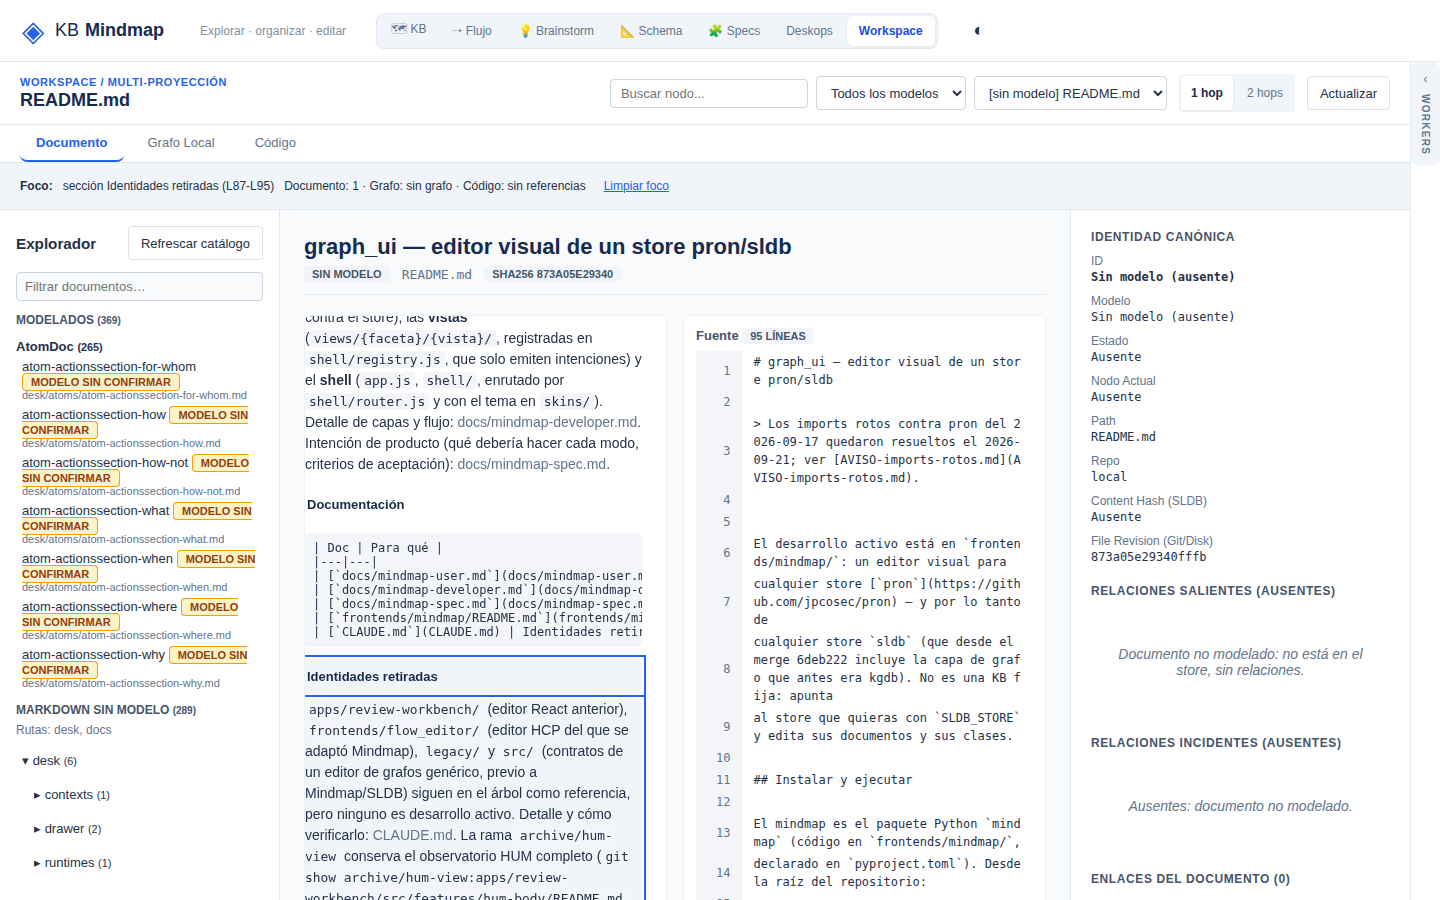 KB Mindmap
Explorar · organizar · editar
🗺 KB
→ Flujo
💡 Brainstorm
📐 Schema
🧩 Specs
Deskops
Workspace
WORKSPACE / MULTI-PROYECCIÓN
README.md
Buscar nodo...
Todos los modelos
[sin modelo] README.md
1 hop
2 hops
Actualizar
‹
WORKERS
Documento
Grafo Local
Código
Foco: sección Identidades retiradas (L87-L95) Documento: 1 · Grafo: sin grafo · Código: sin referencias Limpiar foco
Explorador
Refrescar catálogo
Filtrar documentos…
MODELADOS (369)
AtomDoc (265)
atom-actionssection-for-whom
MODELO SIN CONFIRMAR
desk/atoms/atom-actionssection-for-whom.md
atom-actionssection-how MODELO SIN
CONFIRMAR
desk/atoms/atom-actionssection-how.md
atom-actionssection-how-not MODELO
SIN CONFIRMAR
desk/atoms/atom-actionssection-how-not.md
atom-actionssection-what MODELO SIN
CONFIRMAR
desk/atoms/atom-actionssection-what.md
atom-actionssection-when MODELO SIN
CONFIRMAR
desk/atoms/atom-actionssection-when.md
atom-actionssection-where MODELO
SIN CONFIRMAR
desk/atoms/atom-actionssection-where.md
atom-actionssection-why MODELO SIN
CONFIRMAR
desk/atoms/atom-actionssection-why.md
MARKDOWN SIN MODELO (289)
Rutas: desk, docs
▾ desk (6)
▸ contexts (1)
▸ drawer (2)
▸ runtimes (1)
graph_ui — editor visual de un store pron/sldb
SIN MODELO README.md SHA256 873A05E29340
contra el store), las vistas
(views/{faceta}/{vista}/, registradas en
shell/registry.js, que solo emiten intenciones) y
el shell (app.js, shell/, enrutado por
shell/router.js y con el tema en skins/).
Detalle de capas y flujo: docs/mindmap-developer.md.
Intención de producto (qué debería hacer cada modo,
criterios de aceptación): docs/mindmap-spec.md.
Documentación
| Doc | Para qué |
|---|---|
| [`docs/mindmap-user.md`](docs/mindmap-user.m
| [`docs/mindmap-developer.md`](docs/mindmap-d
| [`docs/mindmap-spec.md`](docs/mindmap-spec.m
| [`frontends/mindmap/README.md`](frontends/mi
| [`CLAUDE.md`](CLAUDE.md) | Identidades retir
Identidades retiradas
apps/review-workbench/ (editor React anterior),
frontends/flow_editor/ (editor HCP del que se
adaptó Mindmap), legacy/ y src/ (contratos de
un editor de grafos genérico, previo a
Mindmap/SLDB) siguen en el árbol como referencia,
pero ninguno es desarrollo activo. Detalle y cómo
verificarlo: CLAUDE.md. La rama archive/hum-
view conserva el observatorio HUM completo (git
show archive/hum-view:apps/review-
workbench/src/features/hum-body/README.md
Fuente 95 LÍNEAS
1 # graph_ui — editor visual de un stor
e pron/sldb
2
3 > Los imports rotos contra pron del 2
026-09-17 quedaron resueltos el 2026-
09-21; ver [AVISO-imports-rotos.md](A
VISO-imports-rotos.md).
4
5
6 El desarrollo activo está en `fronten
ds/mindmap/`: un editor visual para
7 cualquier store [`pron`](https://gith
ub.com/jpcosec/pron) — y por lo tanto
de
8 cualquier store `sldb` (que desde el
merge 6deb222 incluye la capa de graf
o que antes era kgdb). No es una KB f
ija: apunta
9 al store que quieras con `SLDB_STORE`
y edita sus documentos y sus clases.
10
11 ## Instalar y ejecutar
12
13 El mindmap es el paquete Python `mind
map` (código en `frontends/mindmap/`,
14 declarado en `pyproject.toml`). Desde
la raíz del repositorio:
IDENTIDAD CANÓNICA
ID
Sin modelo (ausente)
Modelo
Sin modelo (ausente)
Estado
Ausente
Nodo Actual
Ausente
Path
README.md
Repo
local
Content Hash (SLDB)
Ausente
File Revision (Git/Disk)
873a05e29340fffb
RELACIONES SALIENTES (AUSENTES)
Documento no modelado: no está en el
store, sin relaciones.
RELACIONES INCIDENTES (AUSENTES)
Ausentes: documento no modelado.
ENLACES DEL DOCUMENTO (0)